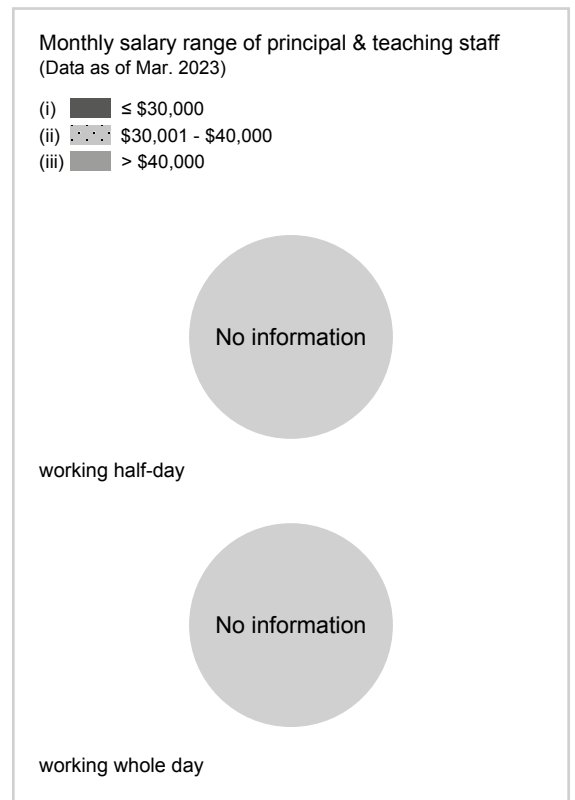 Monthly salary range of principal & teaching staff
(Data as of Mar. 2023)
(i) ≤ $30,000
(ii) $30,001 - $40,000
(iii) > $40,000
No information
working half-day
No information
working whole day